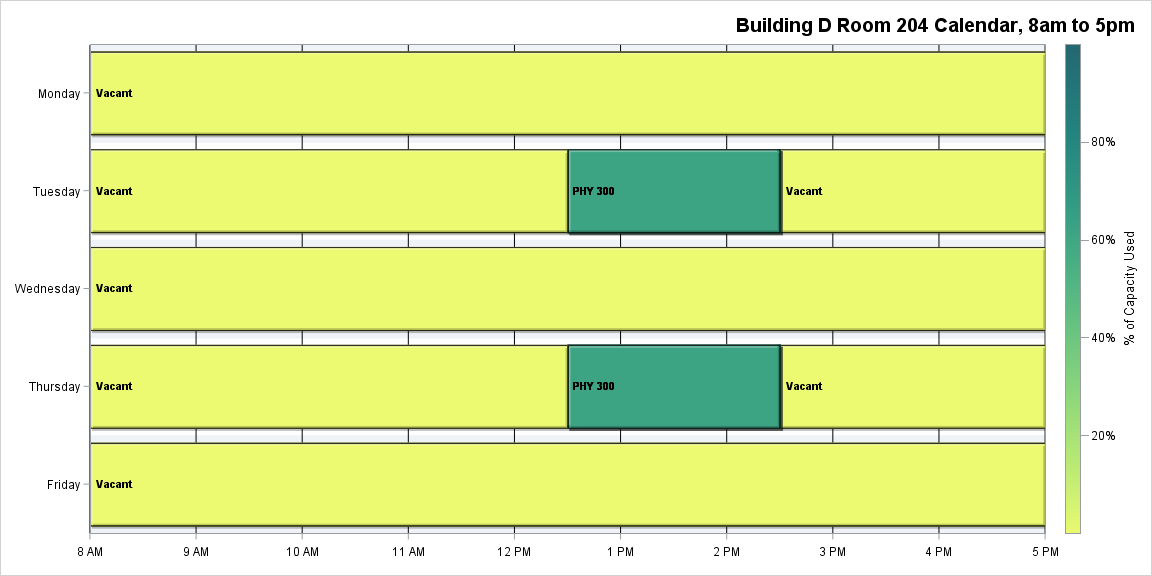 Building D Room 204 Calendar, 8am to 5pm
Monday
Vacant
Tuesday
Vacant
PHY 300
Vacant
Wednesday
Vacant
Thursday
Vacant
PHY 300
Vacant
Friday
Vacant
8 AM
9 AM
10 AM
11 AM
12 PM
1 PM
2 PM
3 PM
4 PM
5 PM
80%
60%
40%
20%
% of Capacity Used